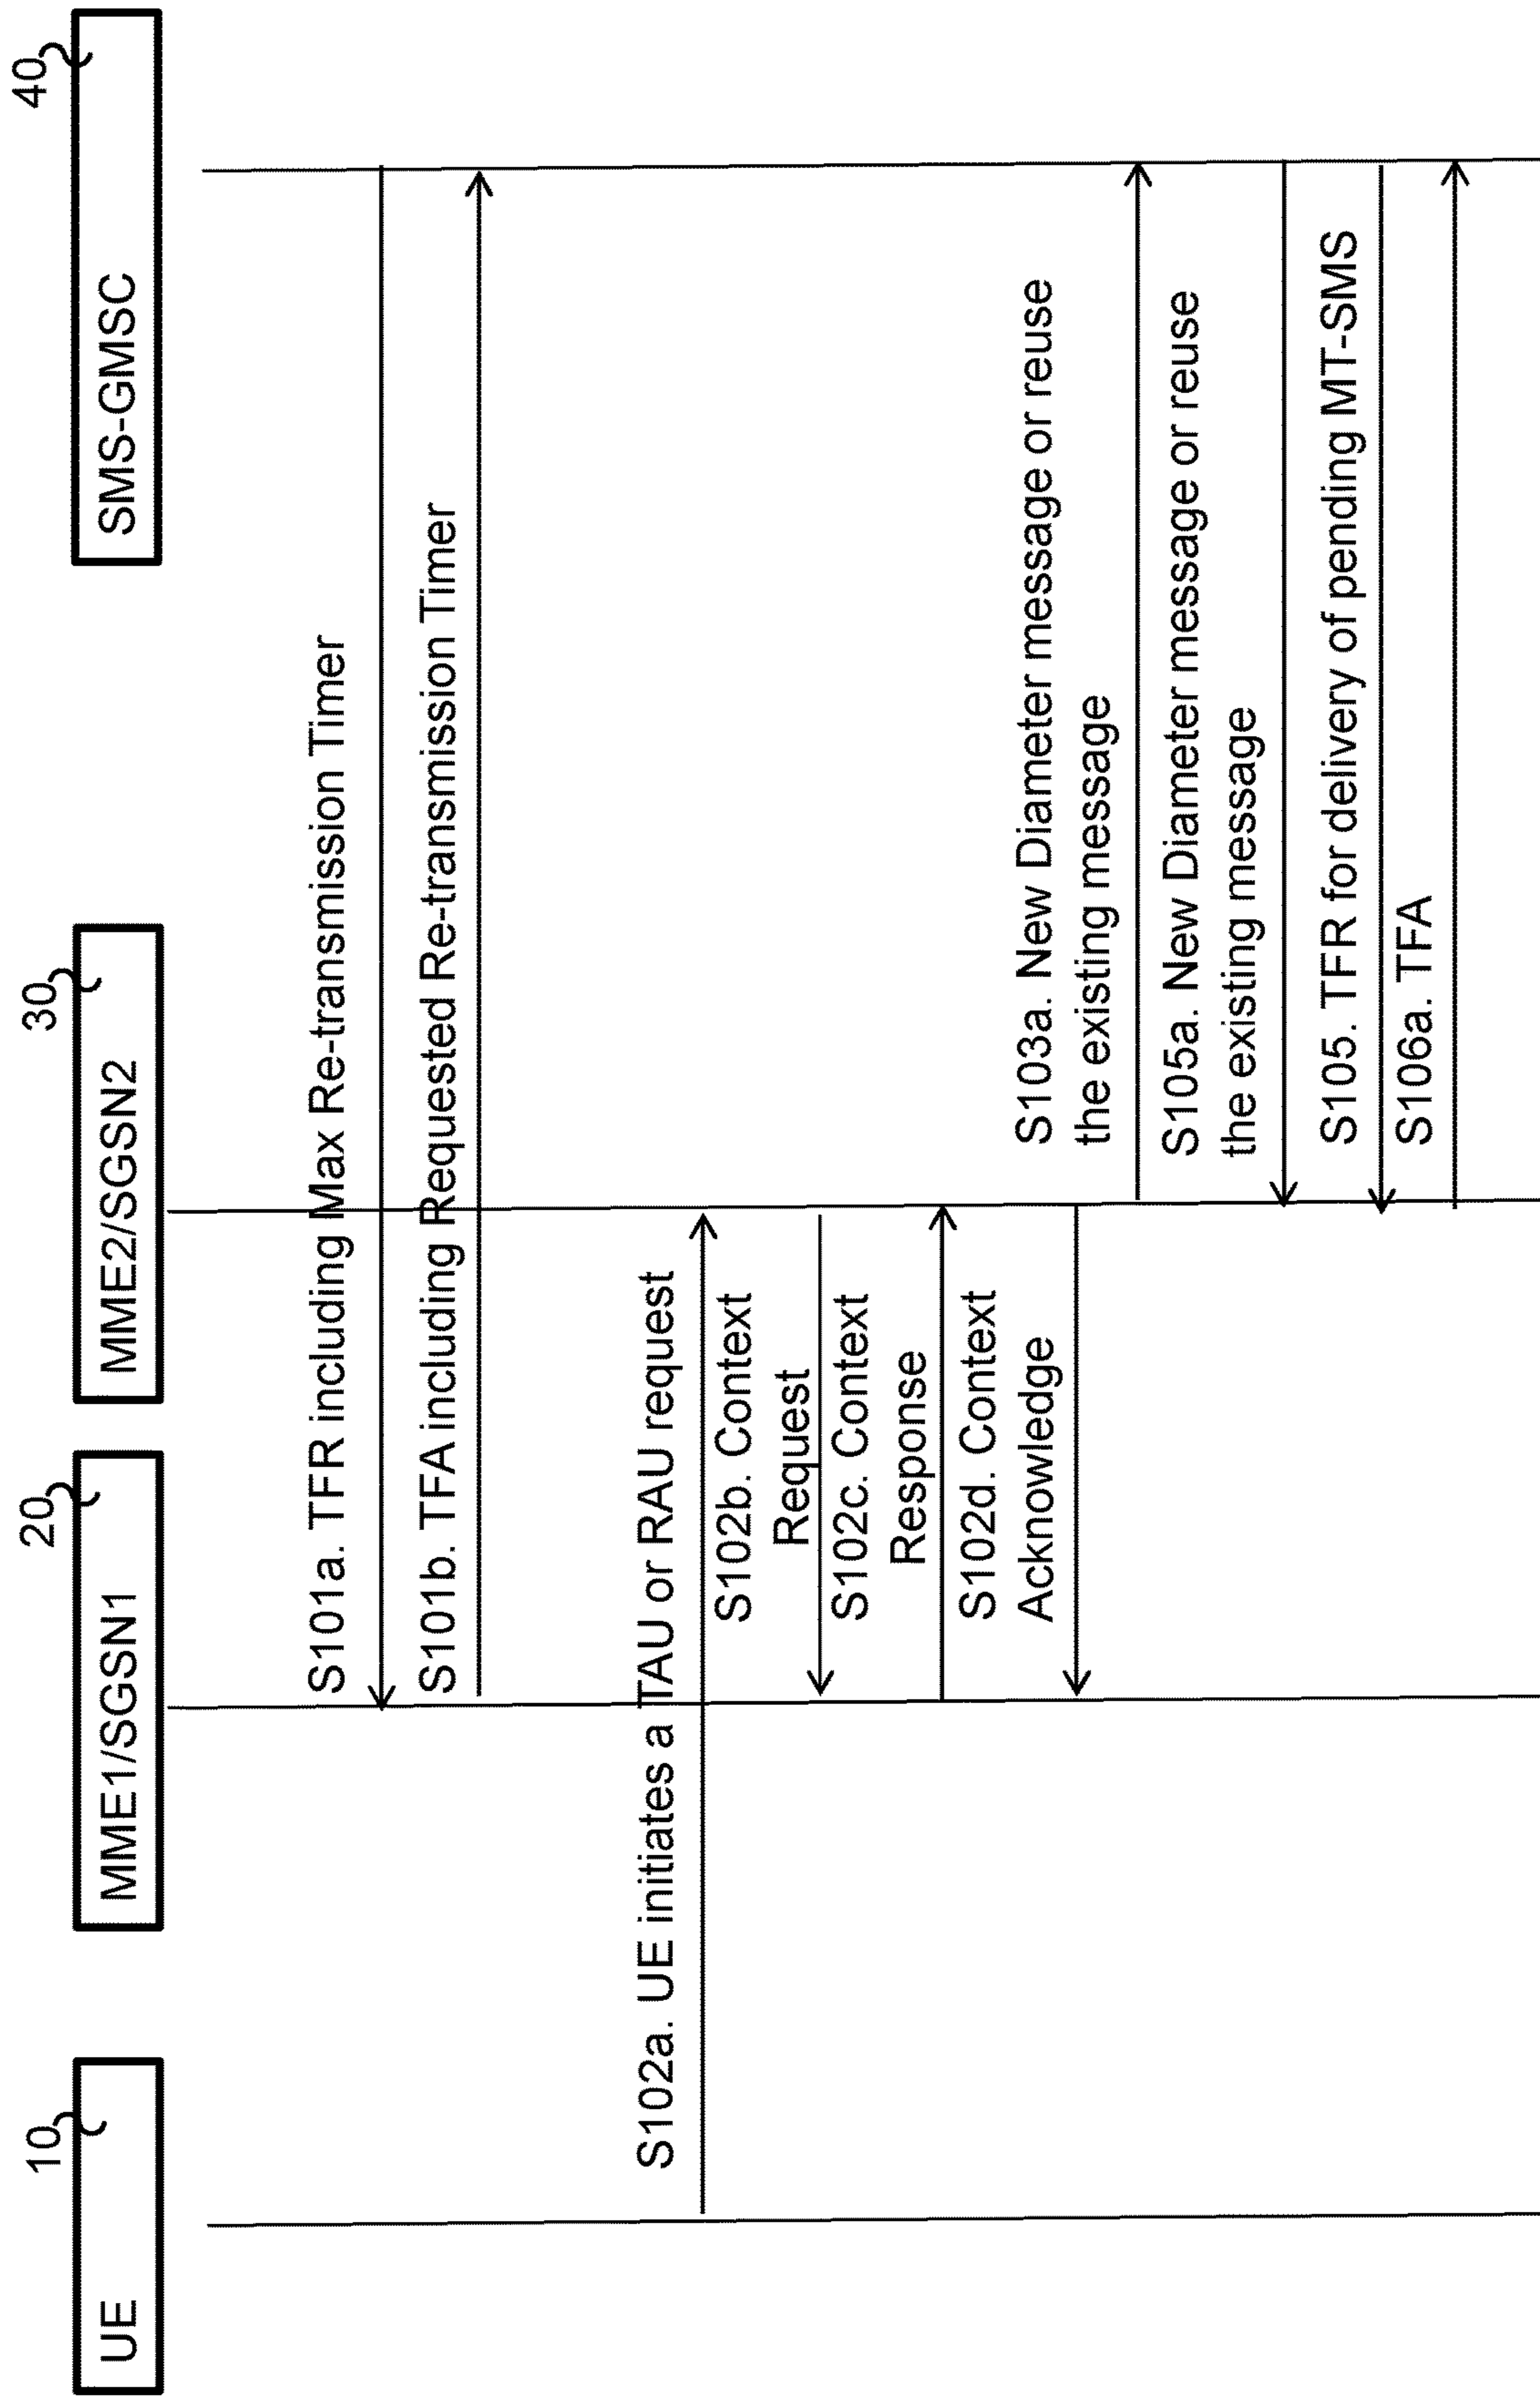 10
20
30
40
UE
MME1/SGSN1
MME2/SGSN2
SMS-GMSC
S101a. TFR including Max Re-transmission Timer
S101b. TFA including Requested Re-transmission Timer
S102a. UE initiates a TAU or RAU request
S102b. Context
Request
S102c. Context
Response
S102d. Context
Acknowledge
S103a. New Diameter message or reuse
the existing message
S105a. New Diameter message or reuse
the existing message
S105. TFR for delivery of pending MT-SMS
S106a. TFA